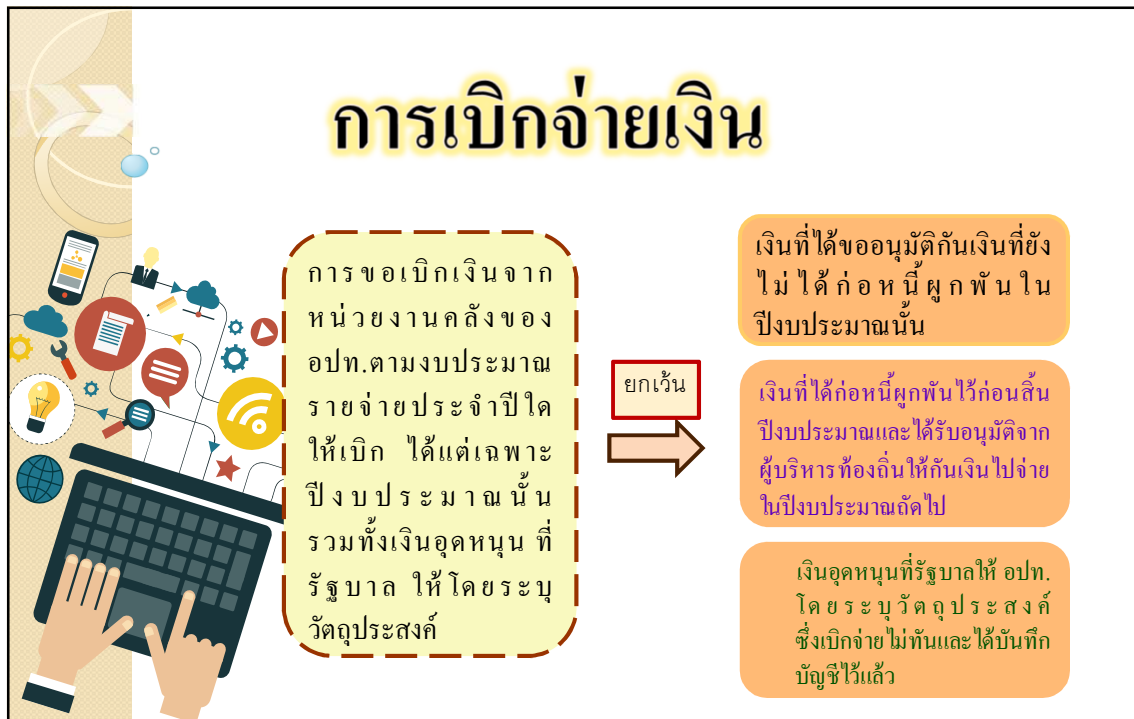 การเบิกจ่ายเงิน
การขอเบิกเงินจาก
หน่วยงานคลังของ
อปท.ตามงบประมาณ
รายจ่ายประจำปีใด
ให้เบิก ได้แต่เฉพาะ
ปีงบประมาณนั้น
รวมทั้งเงินอุดหนุน ที่
รัฐบาล ให้โดยระบุ
วัตถุประสงค์
ยกเว้น
เงินที่ได้ขออนุมัติกันเงินที่ยัง
ไม่ได้ก่อหนี้ผูกพันใน
ปีงบประมาณนั้น
เงินที่ได้ก่อหนี้ผูกพันไว้ก่อนสิ้น
ปีงบประมาณและได้รับอนุมัติจาก
ผู้บริหารท้องถิ่นให้กันเงินไปจ่าย
ในปีงบประมาณถัดไป
เงินอุดหนุนที่รัฐบาลให้ อปท.
โดยระบุวัตถุประสงค์
ซึ่งเบิกจ่ายไม่ทันและได้บันทึก
บัญชีไว้แล้ว